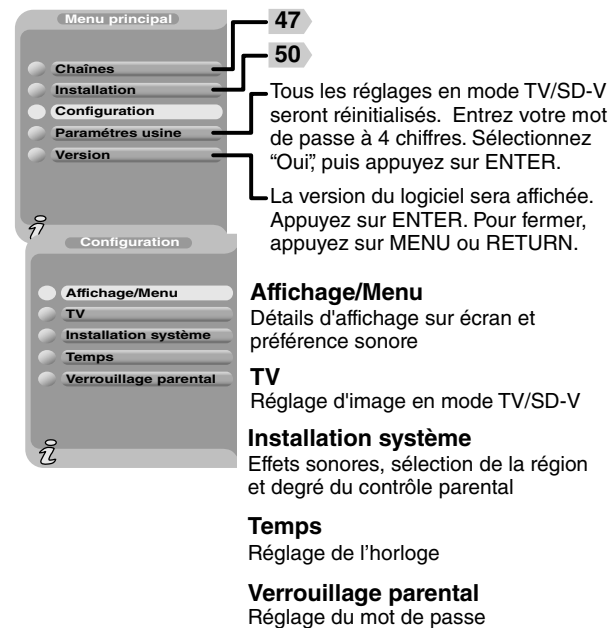 Menu principal
Chaînes
Installation
Configuration
Paramétres usine
Version
47
50
Tous les réglages en mode TV/SD-V
seront réinitialisés. Entrez votre mot
de passe à 4 chiffres. Sélectionnez
“Oui”, puis appuyez sur ENTER.
La version du logiciel sera affichée.
Appuyez sur ENTER. Pour fermer,
appuyez sur MENU ou RETURN.
Configuration
Affichage/Menu
TV
Installation système
Temps
Verrouillage parental
Affichage/Menu
Détails d'affichage sur écran et
préférence sonore
TV
Réglage d'image en mode TV/SD-V
Installation système
Effets sonores, sélection de la région
et degré du contrôle parental
Temps
Réglage de l’horloge
Verrouillage parental
Réglage du mot de passe